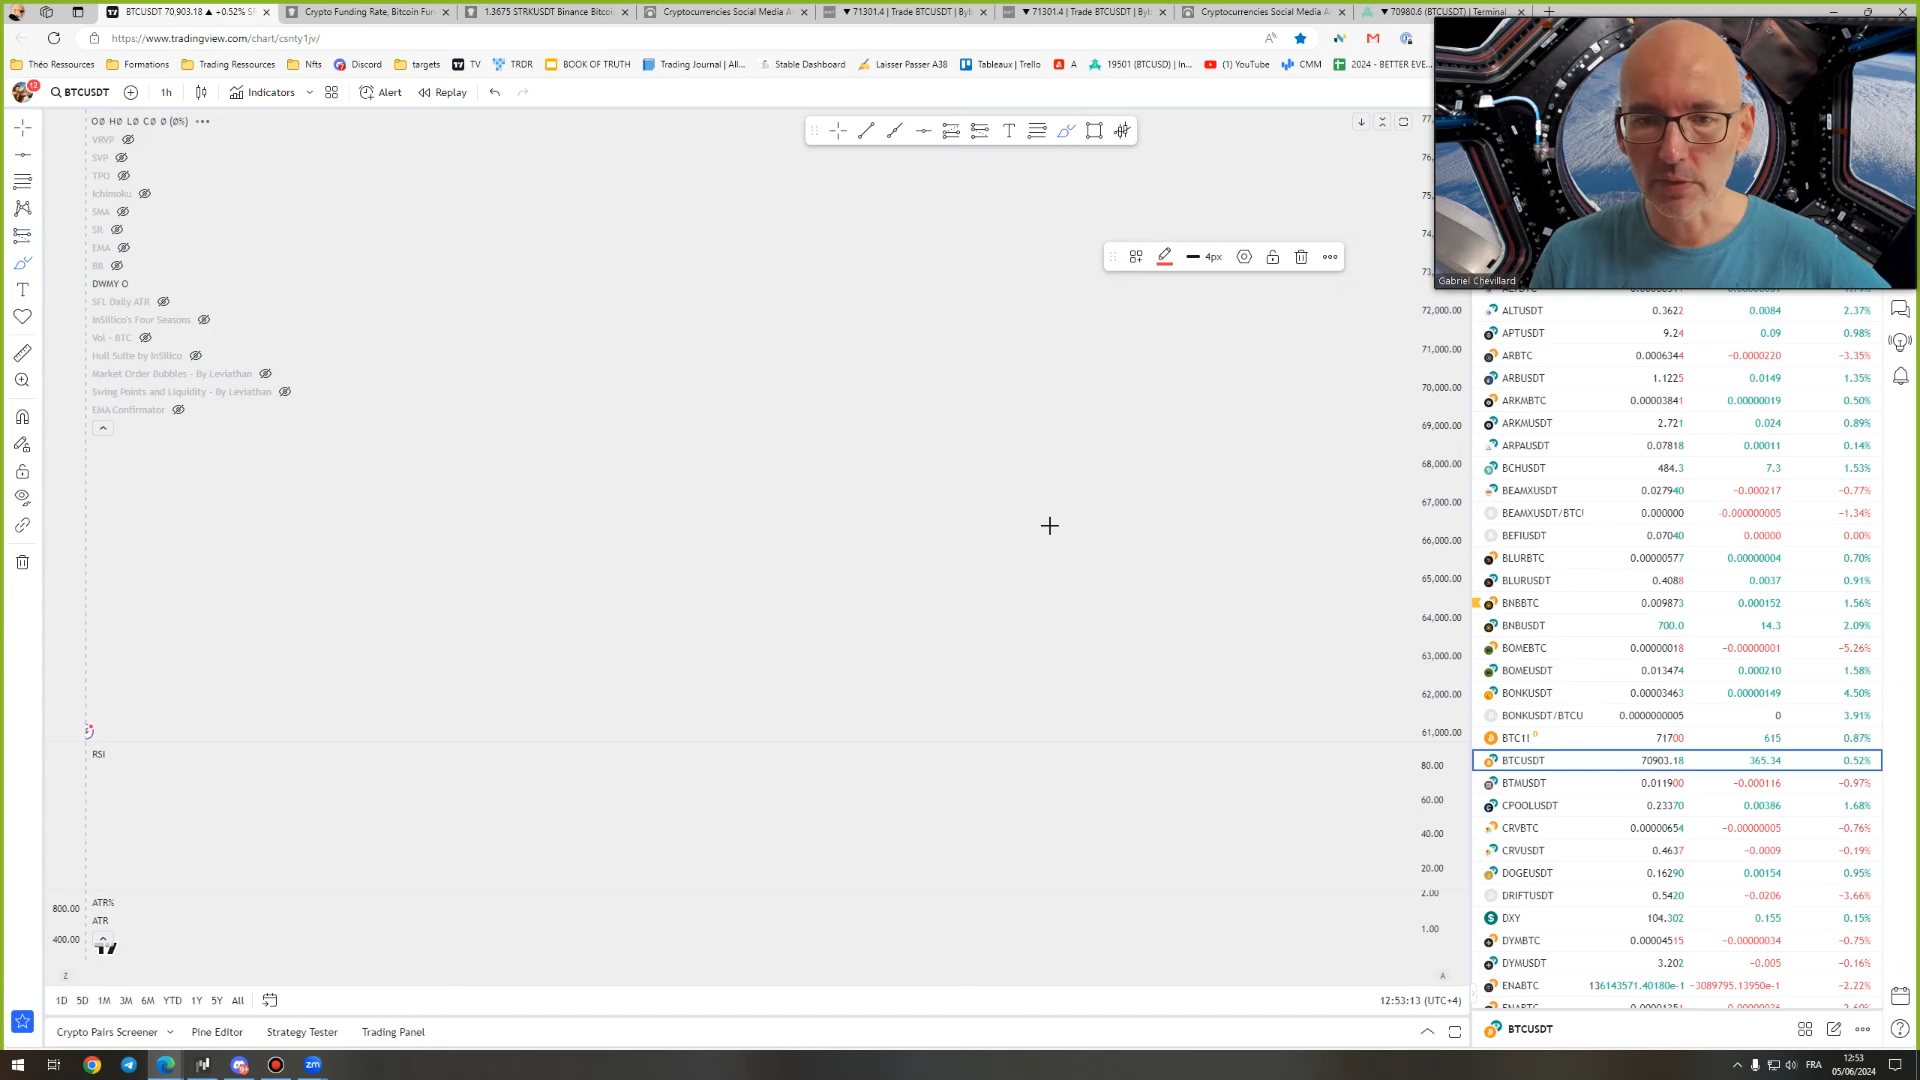 BTCUSDT 70,903.18 ▲ +0.52%
Crypto Funding Rate, Bitcoin Fun
1.3675 STRKUSDT Binance Bitcoi
Cryptocurrencies Social Media A
▼ 71301.4 | Trade BTCUSDT | Byb
▼ 71301.4 | Trade BTCUSDT | Byb
Cryptocurrencies Social Media A
▼ 70980.6 (BTCUSDT) | Terminal
https://www.tradingview.com/chart/csnty1jv/
Théo Ressources
Formations
Trading Ressources
Nfts
Discord
targets
TV
TRDR
BOOK OF TRUTH
Trading Journal | All...
Stable Dashboard
Laisser Passer A38
Tableaux | Trello
A
19501 (BTCUSD) | In...
(1) YouTube
CMM
2024 - BETTER EVE...
12
BTCUSDT
1h
Indicators
Alert
Replay
O0 H0 L0 C0 0 (0%)
VRVP
SVP
TPO
Ichimoku
SMA
SR
EMA
BB
DWMY O
SFL Daily ATR
InSilico's Four Seasons
Vol - BTC
Hull Suite by InSilico
Market Order Bubbles - By Leviathan
Swing Points and Liquidity - By Leviathan
EMA Confirmator
4px
72,000.00
71,000.00
70,000.00
69,000.00
68,000.00
67,000.00
66,000.00
65,000.00
64,000.00
63,000.00
62,000.00
61,000.00
RSI
80.00
60.00
40.00
20.00
2.00
ATR%
800.00
ATR
1.00
400.00
Z
A
1D 5D 1M 3M 6M YTD 1Y 5Y All
12:53:13 (UTC+4)
Crypto Pairs Screener
Pine Editor
Strategy Tester
Trading Panel
Gabriel Chevillard
ALTUSDT 0.3622 0.0084 2.37%
APTUSDT 9.24 0.09 0.98%
ARBTC 0.0006344 −0.0000220 −3.35%
ARBUSDT 1.1225 0.0149 1.35%
ARKMBTC 0.00003841 0.00000019 0.50%
ARKMUSDT 2.721 0.024 0.89%
ARPAUSDT 0.07818 0.00011 0.14%
BCHUSDT 484.3 7.3 1.53%
BEAMXUSDT 0.027940 −0.000217 −0.77%
BEAMXUSDT/BTCI 0.000000 -0.000000005 −1.34%
BEFIUSDT 0.07040 0.00000 0.00%
BLURBTC 0.00000577 0.00000004 0.70%
BLURUSDT 0.4088 0.0037 0.91%
BNBBTC 0.009873 0.000152 1.56%
BNBUSDT 700.0 14.3 2.09%
BOMEBTC 0.00000018 −0.00000001 −5.26%
BOMEUSDT 0.013474 0.000210 1.58%
BONKUSDT 0.00003463 0.00000149 4.50%
BONKUSDT/BTCU 0.0000000005 0 3.91%
BTC1! D 71700 615 0.87%
BTCUSDT 70903.18 365.34 0.52%
BTMUSDT 0.011900 −0.000116 −0.97%
CPOOLUSDT 0.23370 0.00386 1.68%
CRVBTC 0.00000654 −0.00000005 −0.76%
CRVUSDT 0.4637 −0.0009 −0.19%
DOGEUSDT 0.16290 0.00154 0.95%
DRIFTUSDT 0.5420 −0.0206 −3.66%
DXY 104.302 0.155 0.15%
DYMBTC 0.00004515 −0.00000034 −0.75%
DYMUSDT 3.202 −0.005 −0.16%
ENABTC 136143571.40180e-1 −3089795.13950e-1 −2.22%
BTCUSDT
zm
FRA
12:53
05/06/2024